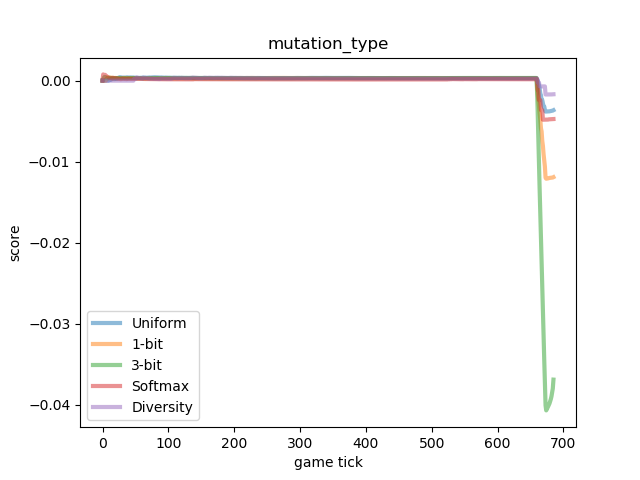 mutation_type
score
0.00
−0.01
−0.02
−0.03
−0.04
Uniform
1-bit
3-bit
Softmax
Diversity
0 100 200 300 400 500 600 700
game tick